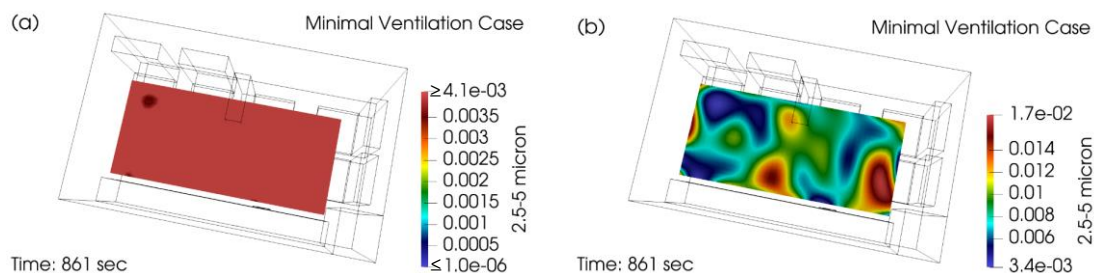 (a)
Minimal Ventilation Case
≥ 4.1e-03
0.0035
0.003
0.0025
0.002
0.0015
0.001
0.0005
≤ 1.0e-06
2.5-5 micron
Time: 861 sec
(b)
Minimal Ventilation Case
1.7e-02
0.014
0.012
0.01
0.008
0.006
3.4e-03
2.5-5 micron
Time: 861 sec